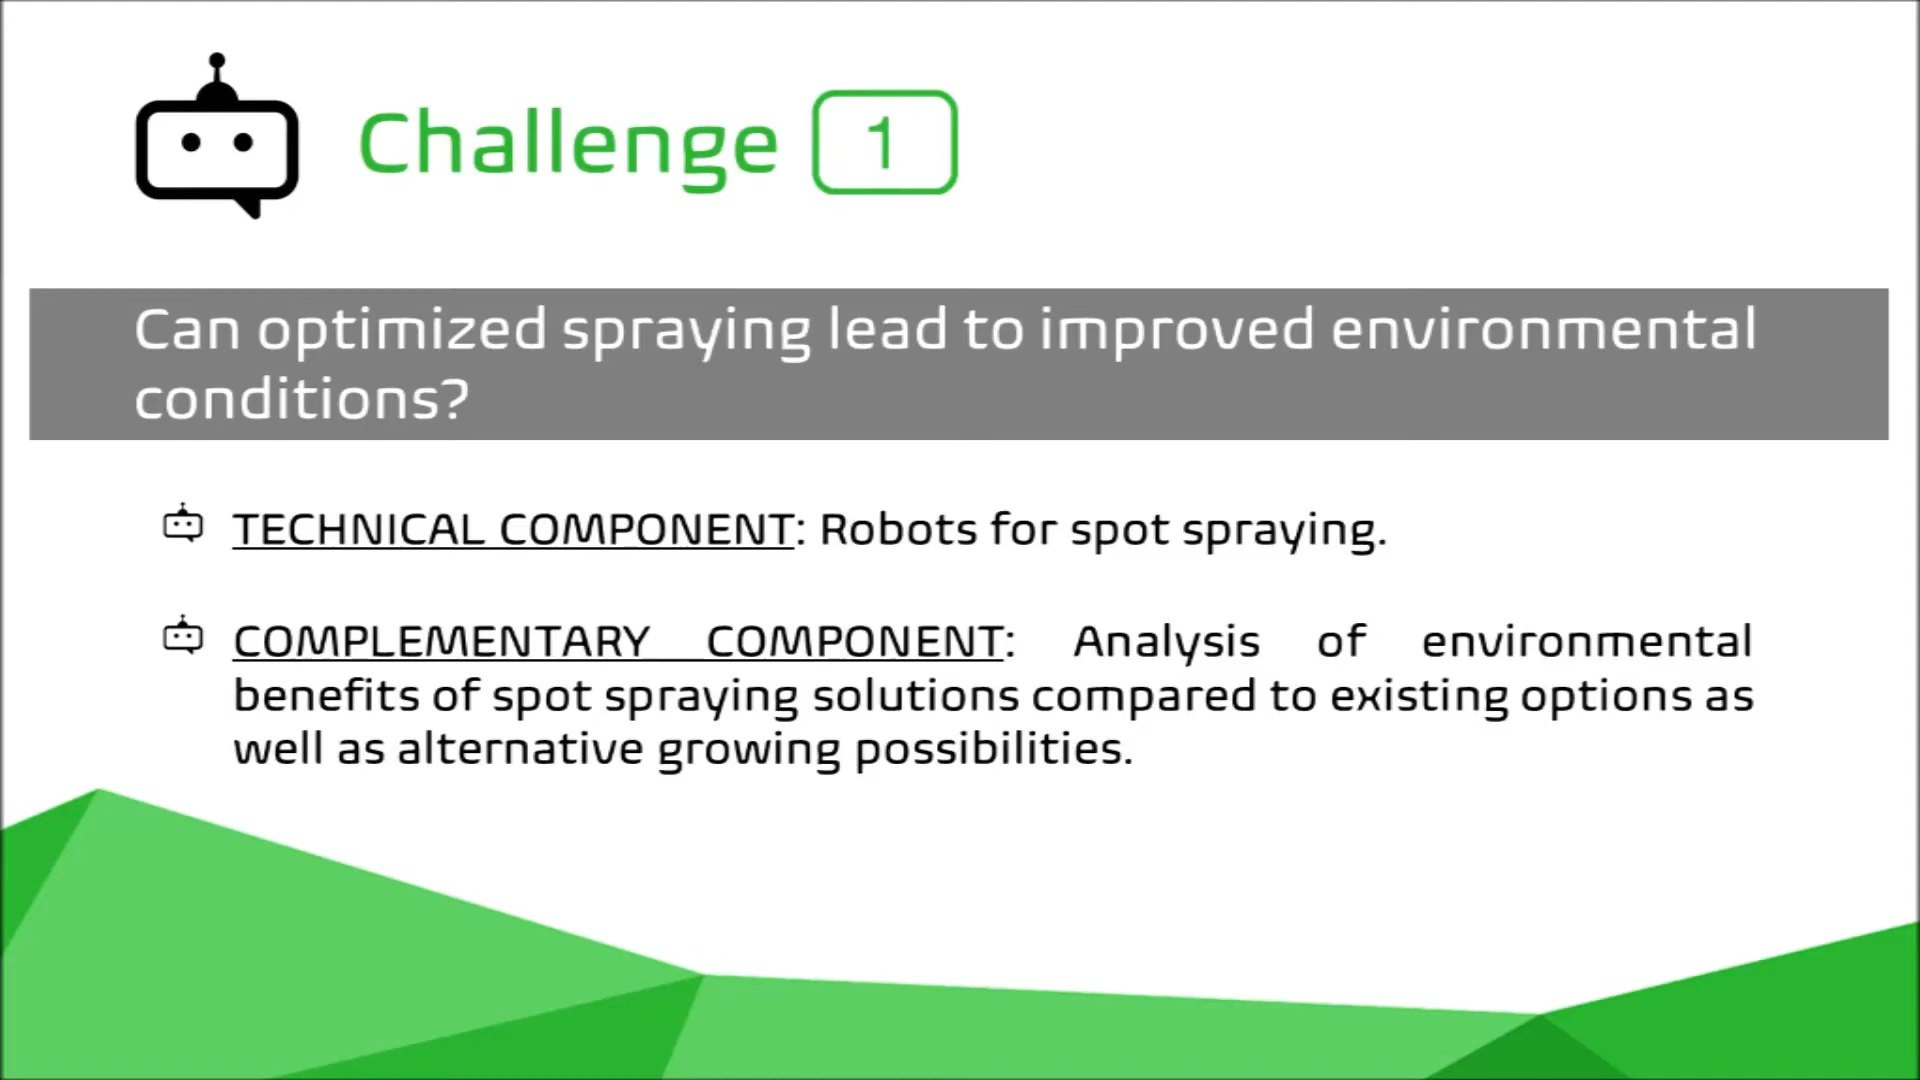 Challenge 1
Can optimized spraying lead to improved environmental
conditions?
TECHNICAL COMPONENT: Robots for spot spraying.
COMPLEMENTARY COMPONENT: Analysis of environmental
benefits of spot spraying solutions compared to existing options as
well as alternative growing possibilities.